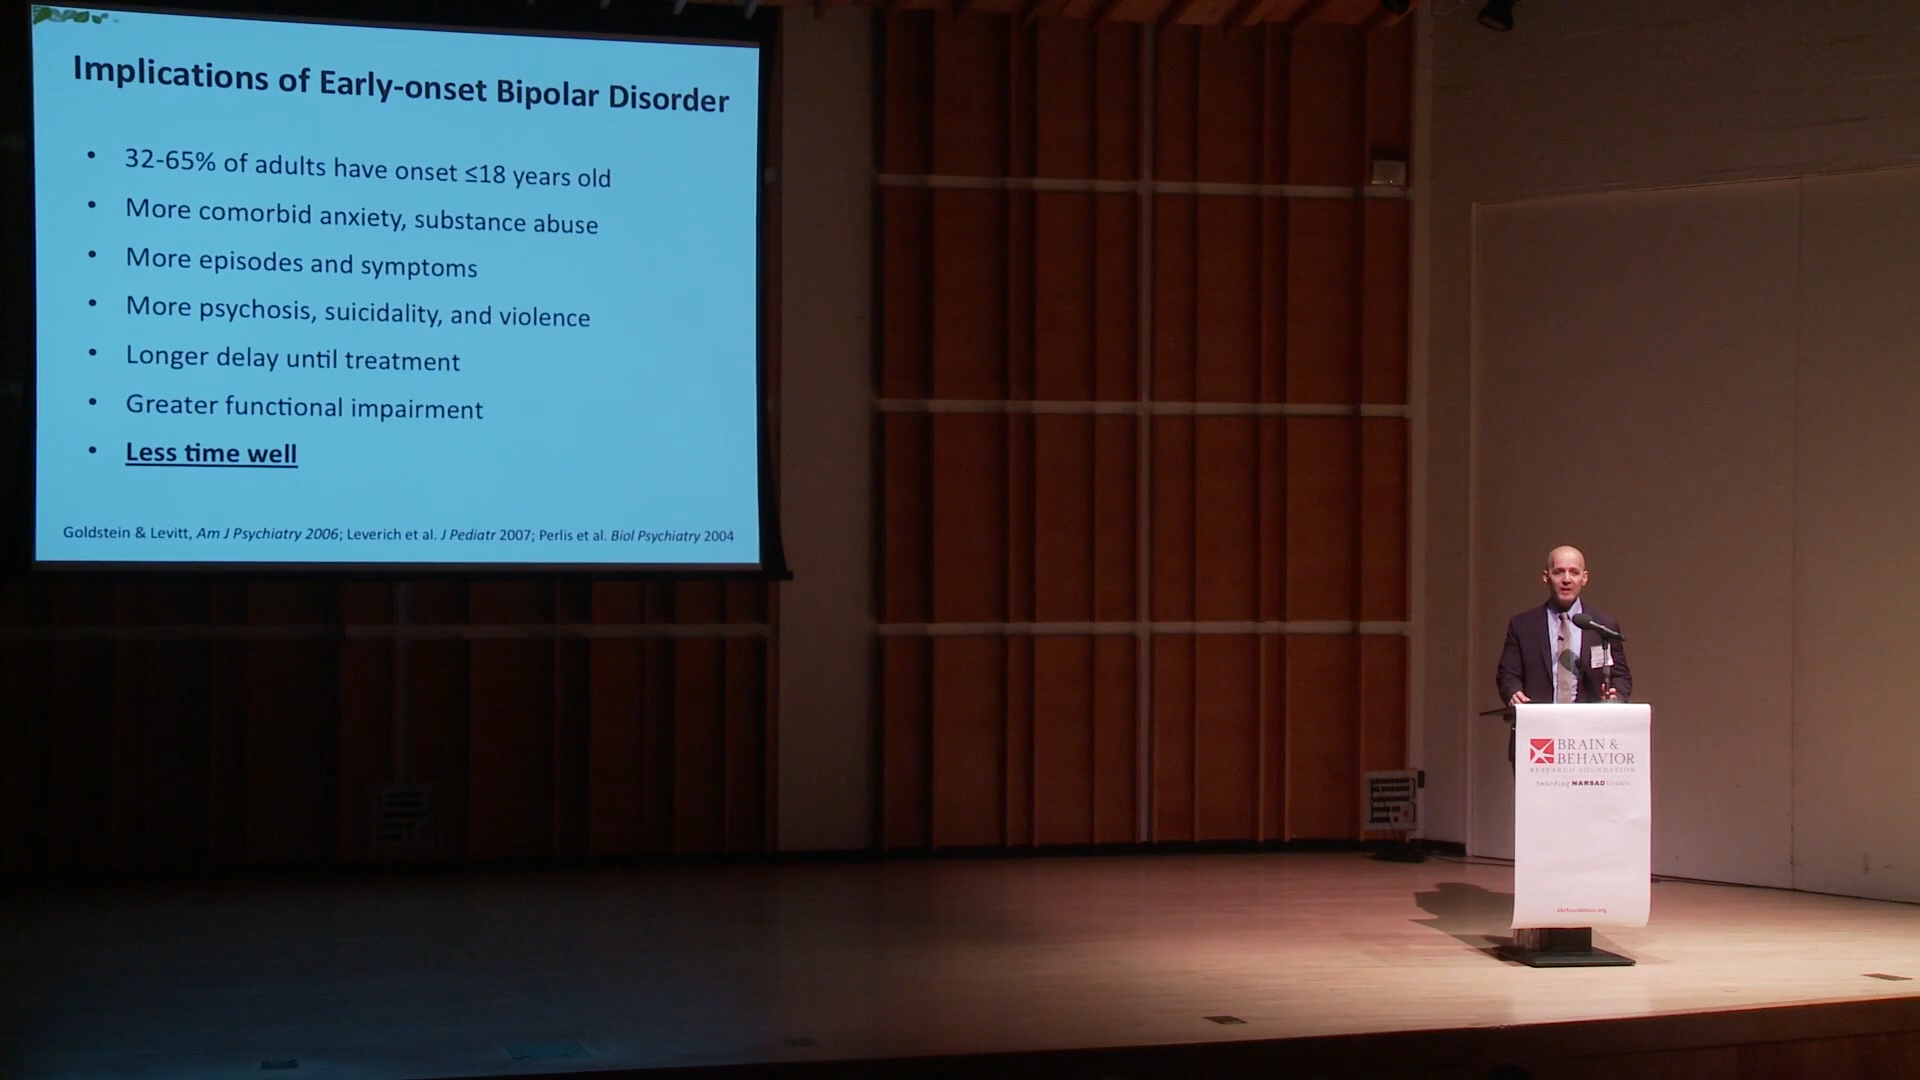 Implications of Early-onset Bipolar Disorder
• 32-65% of adults have onset ≤18 years old
• More comorbid anxiety, substance abuse
• More episodes and symptoms
• More psychosis, suicidality, and violence
• Longer delay until treatment
• Greater functional impairment
• Less time well
Goldstein & Levitt, Am J Psychiatry 2006; Leverich et al. J Pediatr 2007; Perlis et al. Biol Psychiatry 2004
BRAIN &
BEHAVIOR
RESEARCH FOUNDATION
Awarding NARSAD Grants
bbrfoundation.org